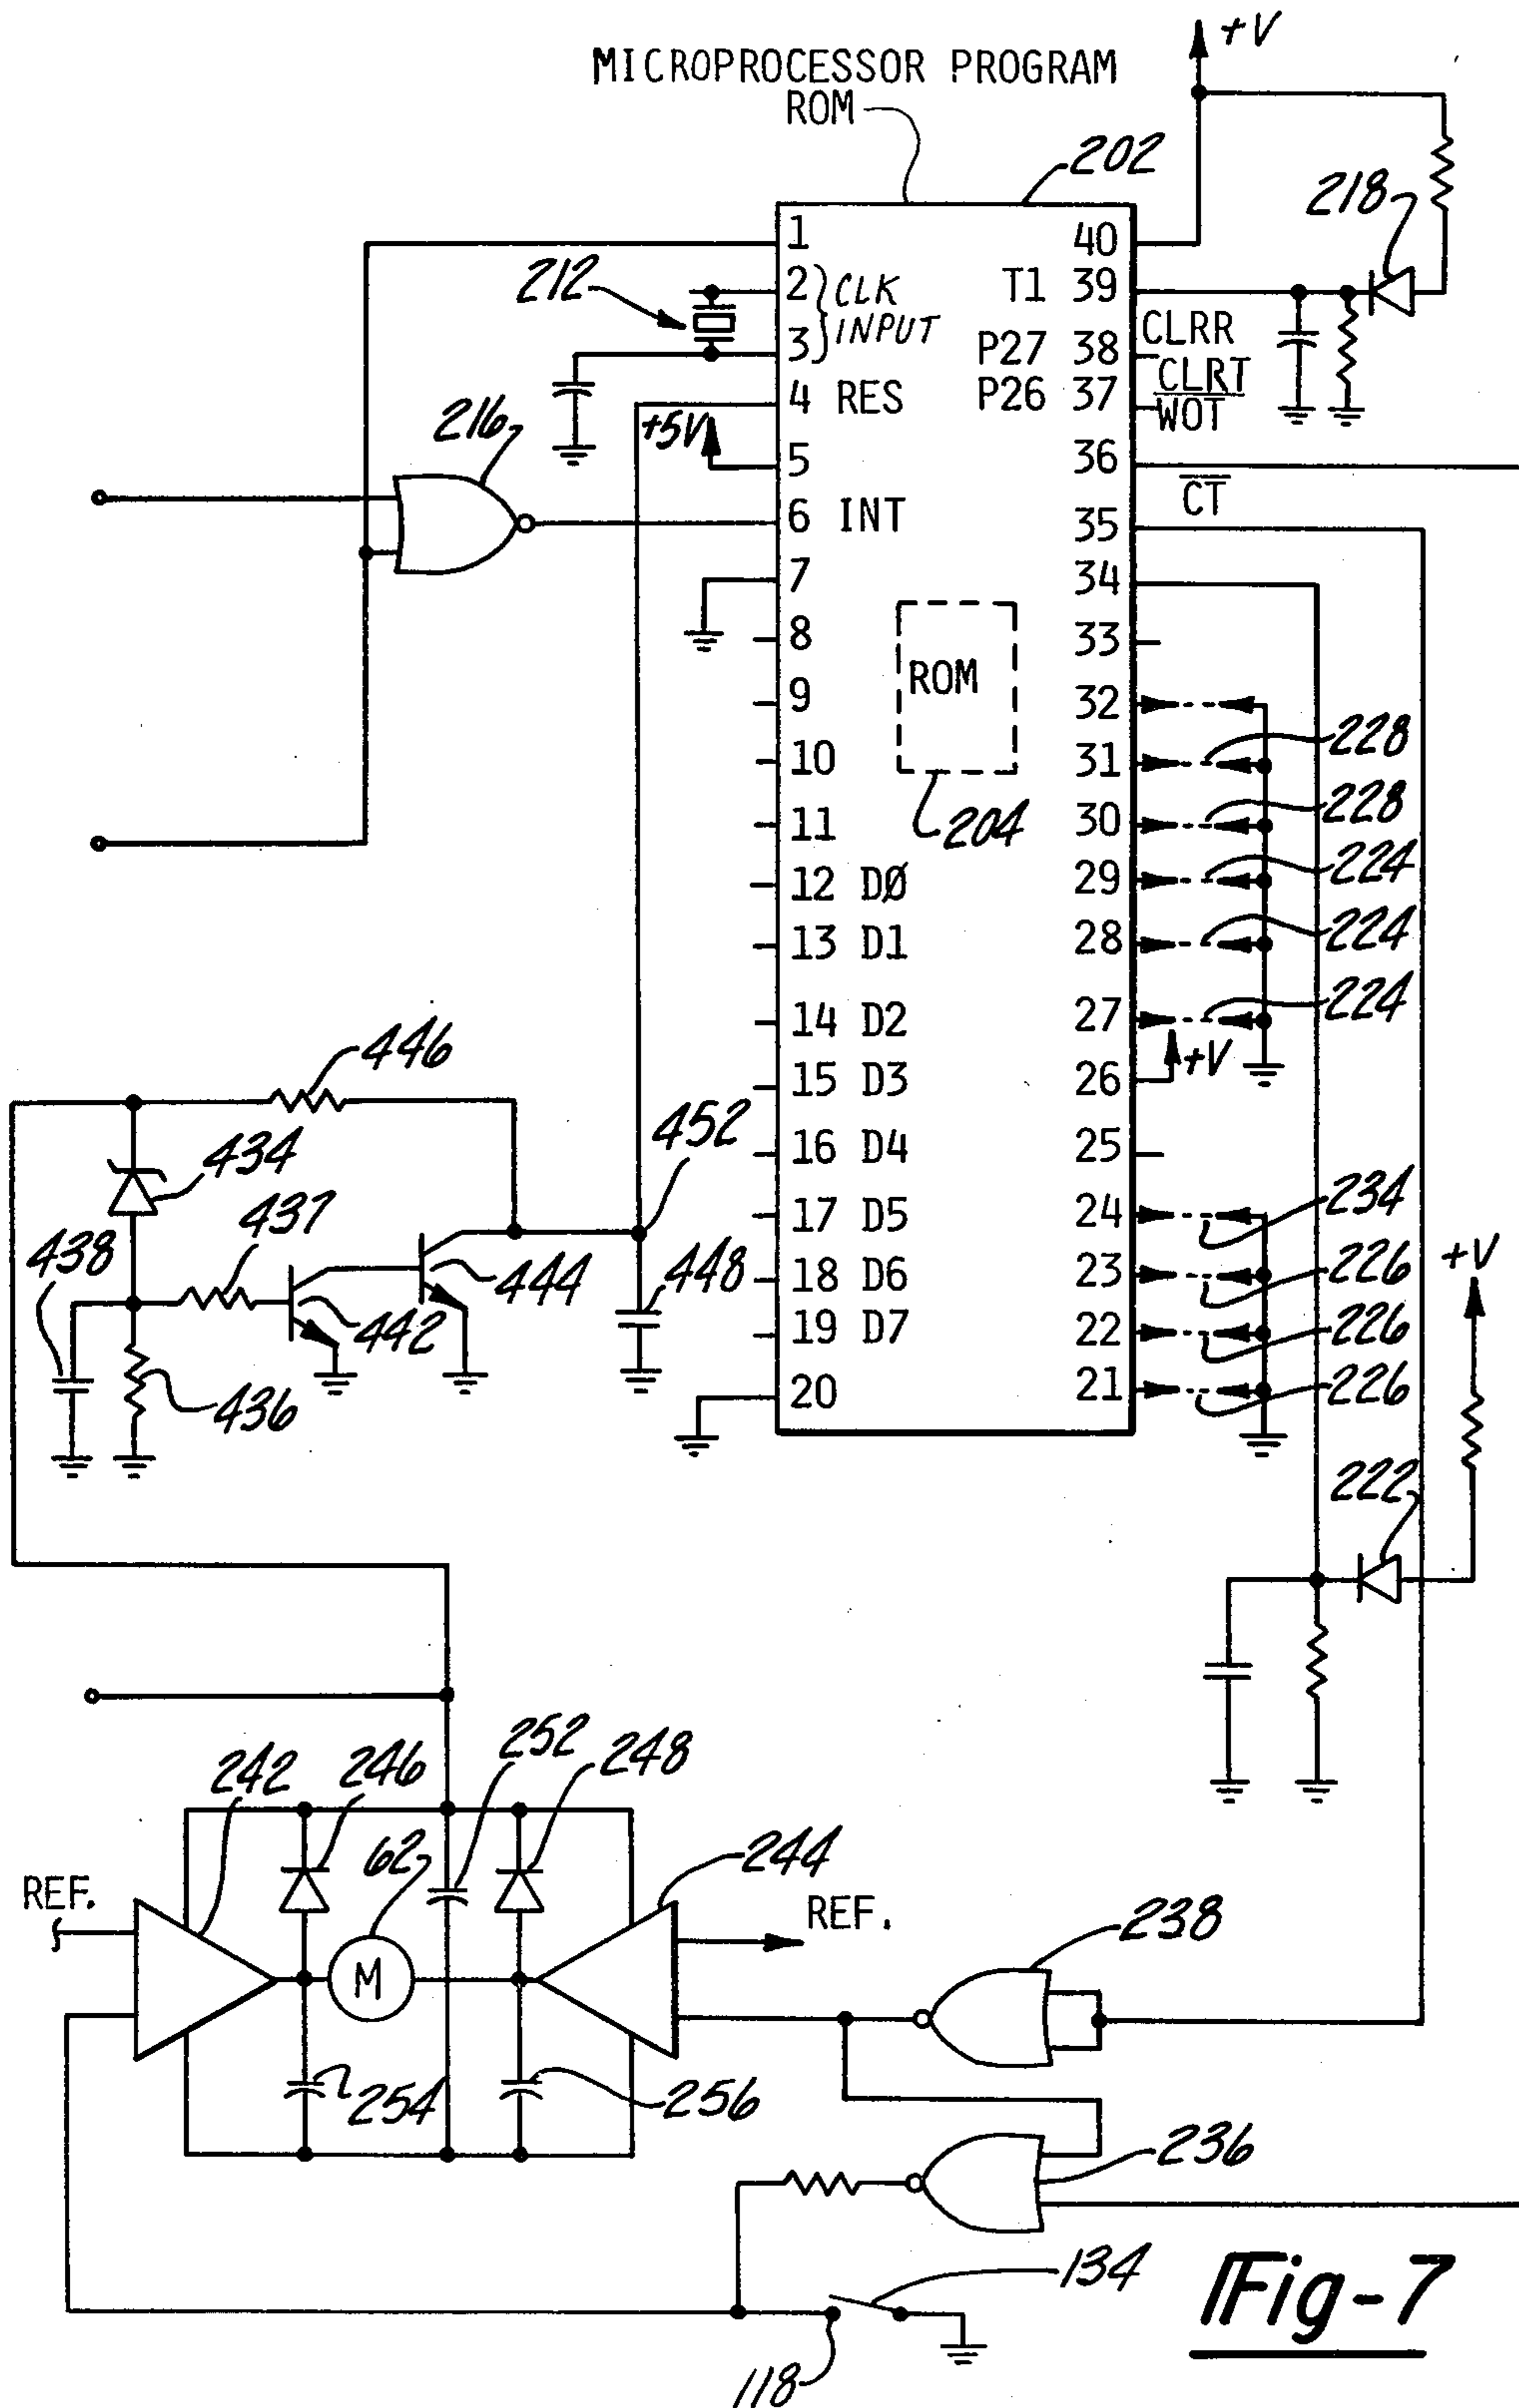 +V
MICROPROCESSOR PROGRAM
ROM
202
218
1
40
212
2
CLK
T1 39
INPUT
3
P27 38
CLRR
CLRT
4 RES
P26 37
WOT
216
+5V
5
36
CT
6 INT
35
7
34
8
ROM
33
9
32
228
10
31
228
11
204
30
224
12 DØ
29
224
13 D1
28
224
14 D2
27
+V
446
15 D3
26
452
434
16 D4
25
437
17 D5
24
234
438
444
448
18 D6
23
226
+V
442
19 D7
22
226
436
20
21
226
222
252
248
242
246
62
244
REF.
REF.
238
M
254
256
236
134
Fig-7
118